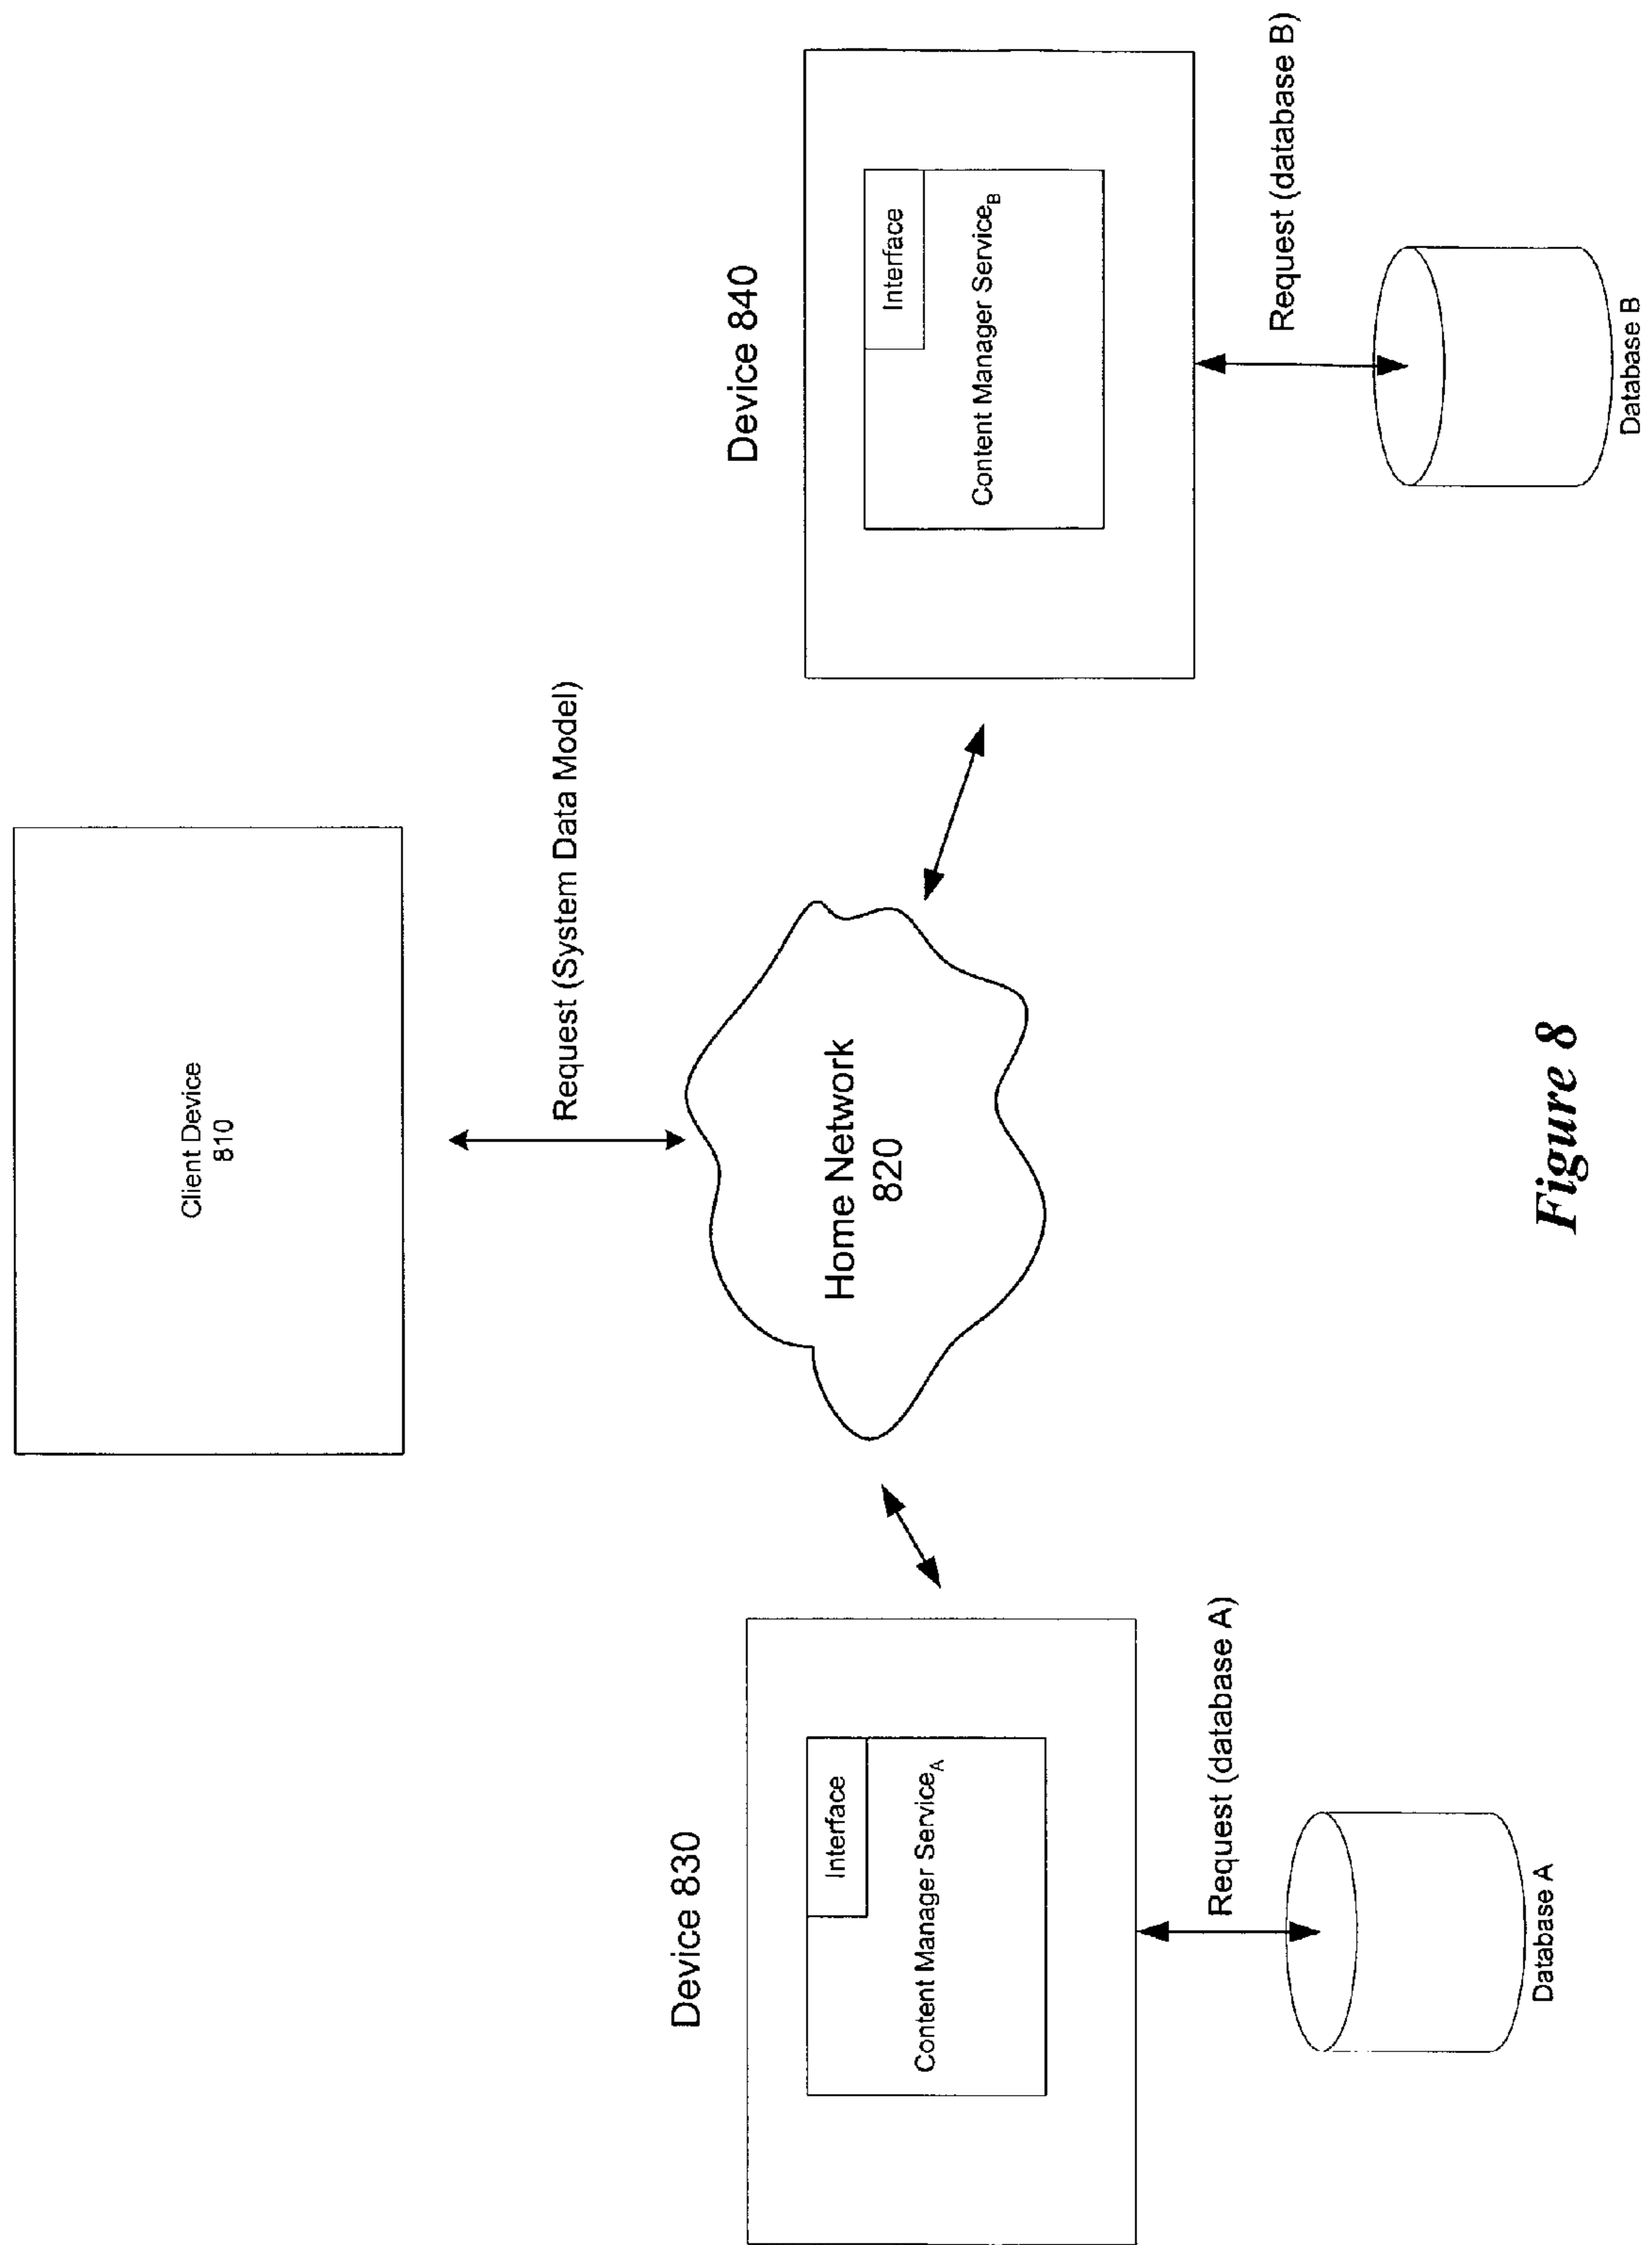 Client Device
810
Request (System Data Model)
Home Network
820
Device 830
Interface
Content Manager ServiceA
Request (database A)
Database A
Device 840
Interface
Content Manager ServiceB
Request (database B)
Database B
Figure 8